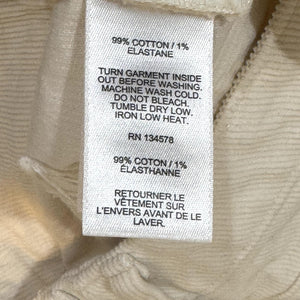 99% COTTON / 1%
ELASTANE
TURN GARMENT INSIDE
OUT BEFORE WASHING.
MACHINE WASH COLD.
DO NOT BLEACH.
TUMBLE DRY LOW.
IRON LOW HEAT.
RN 134578
99% COTON / 1%
ÉLASTHANNE
RETOURNER LE
VÊTEMENT SUR
L'ENVERS AVANT DE LE
LAVER.